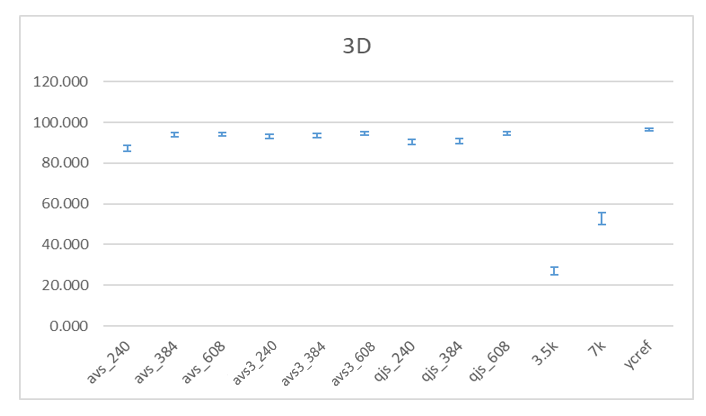 3D
120.000
100.000
80.000
60.000
40.000
20.000
0.000
avs_240
avs_384
avs_608
avs3_240
avs3_384
avs3_608
qjs_240
qjs_384
qjs_608
3.5k
7k
ycref